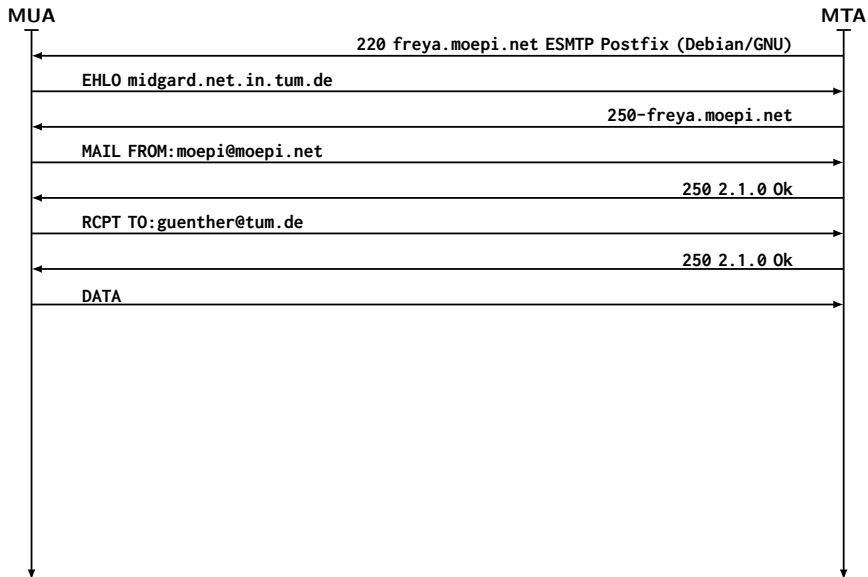 MUA MTA
220 freya.moepi.net ESMTP Postfix (Debian/GNU)
EHLO midgard.net.in.tum.de
250-freya.moepi.net
MAIL FROM:moepi@moepi.net
250 2.1.0 Ok
RCPT TO:guenther@tum.de
250 2.1.0 Ok
DATA